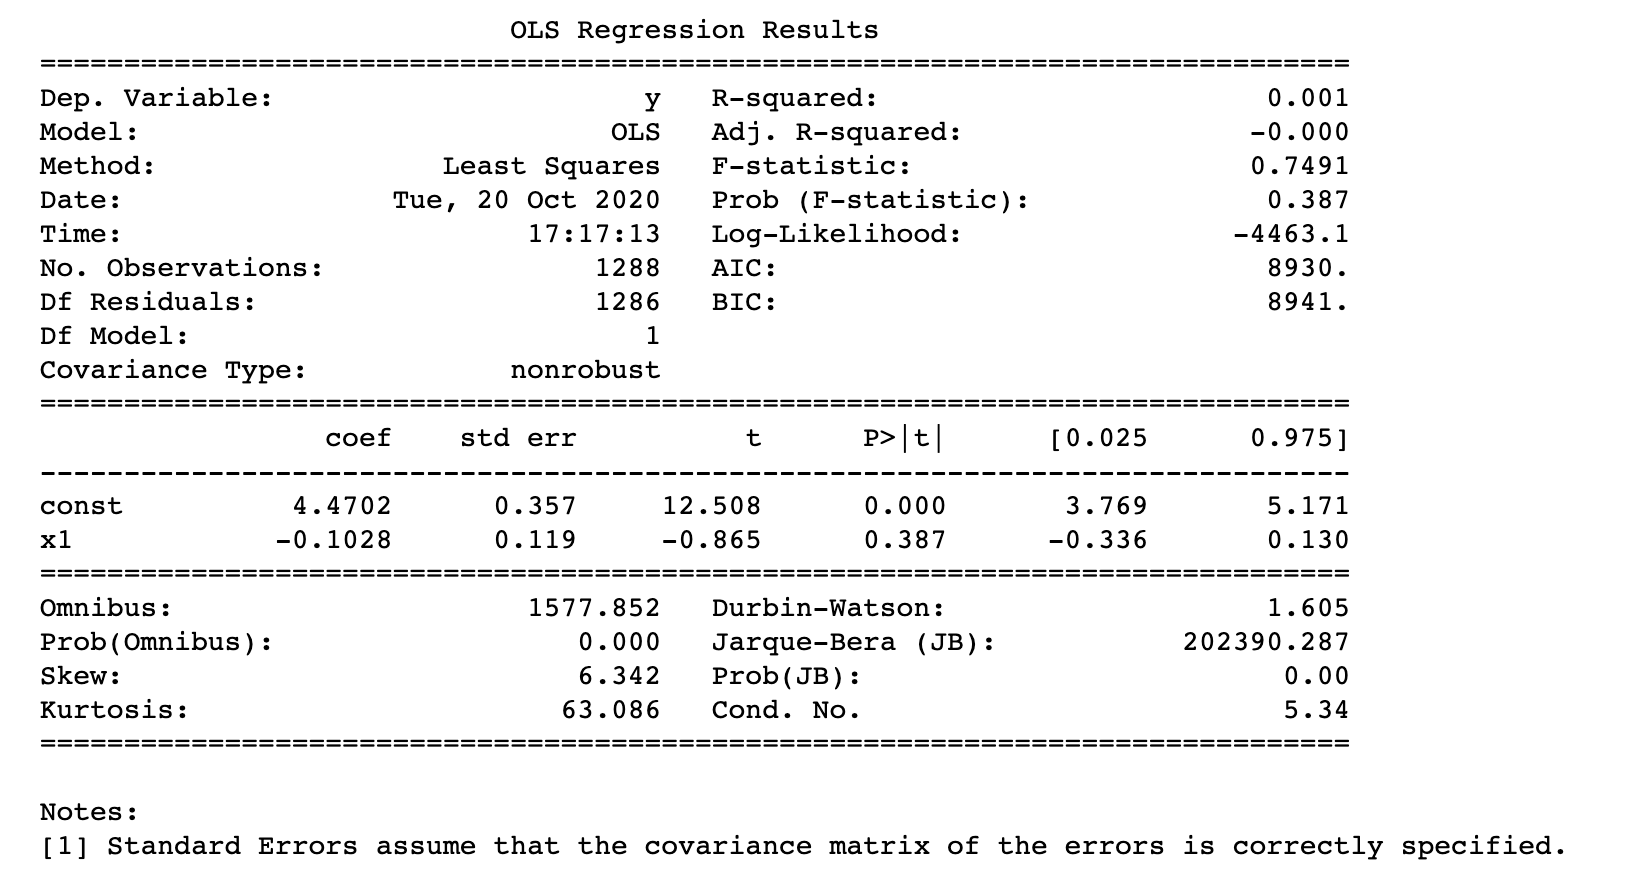 OLS Regression Results
==============================================================================
Dep. Variable:                      y   R-squared:                       0.001
Model:                            OLS   Adj. R-squared:                 -0.000
Method:                 Least Squares   F-statistic:                    0.7491
Date:                Tue, 20 Oct 2020   Prob (F-statistic):              0.387
Time:                        17:17:13   Log-Likelihood:                -4463.1
No. Observations:                1288   AIC:                             8930.
Df Residuals:                    1286   BIC:                             8941.
Df Model:                           1
Covariance Type:            nonrobust
==============================================================================
                 coef    std err          t      P>|t|      [0.025      0.975]
------------------------------------------------------------------------------
const          4.4702      0.357     12.508      0.000       3.769       5.171
x1            -0.1028      0.119     -0.865      0.387      -0.336       0.130
==============================================================================
Omnibus:                     1577.852   Durbin-Watson:                   1.605
Prob(Omnibus):                  0.000   Jarque-Bera (JB):           202390.287
Skew:                           6.342   Prob(JB):                         0.00
Kurtosis:                      63.086   Cond. No.                         5.34
==============================================================================
Notes:
[1] Standard Errors assume that the covariance matrix of the errors is correctly specified.